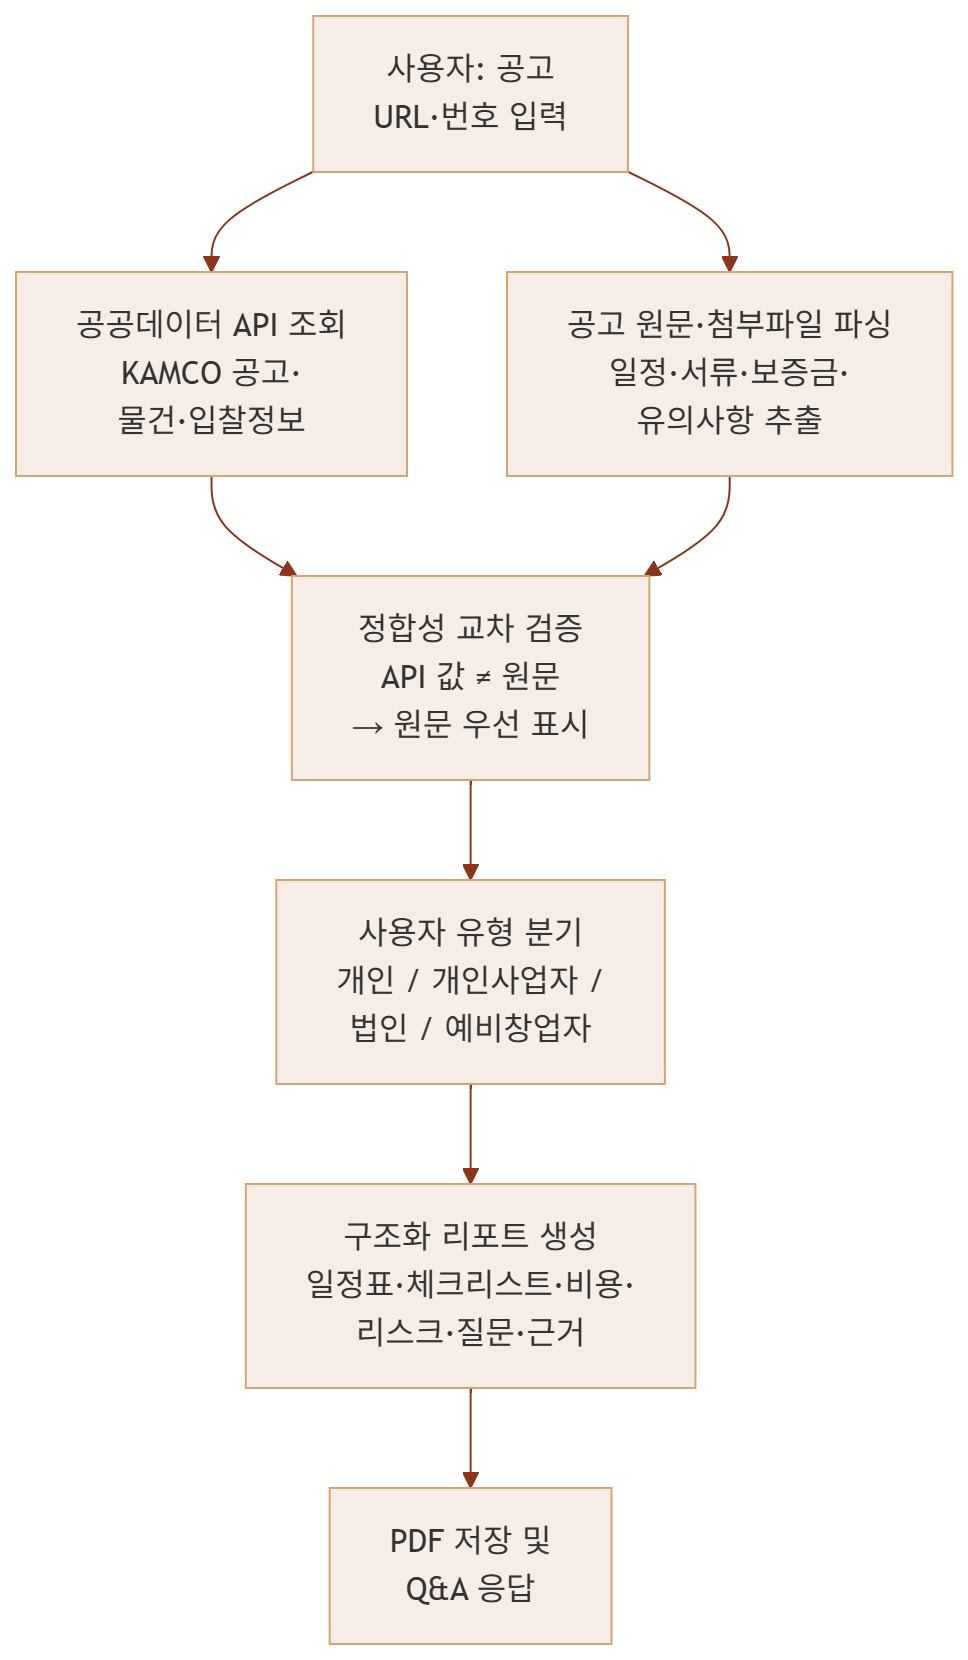 사용자: 공고
URL·번호 입력
공공데이터 API 조회
KAMCO 공고·
물건·입찰정보
공고 원문·첨부파일 파싱
일정·서류·보증금·
유의사항 추출
정합성 교차 검증
API 값 ≠ 원문
→ 원문 우선 표시
사용자 유형 분기
개인 / 개인사업자 /
법인 / 예비창업자
구조화 리포트 생성
일정표·체크리스트·비용·
리스크·질문·근거
PDF 저장 및
Q&A 응답